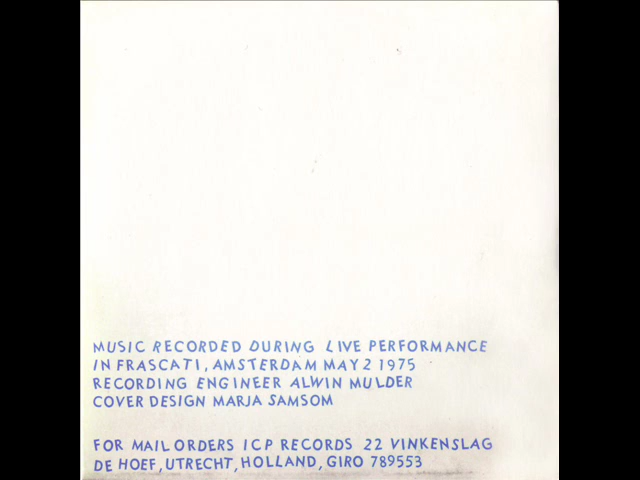 MUSIC RECORDED DURING LIVE PERFORMANCE
IN FRASCATI, AMSTERDAM MAY 2 1975
RECORDING ENGINEER ALWIN MULDER
COVER DESIGN MARJA SAMSOM
FOR MAIL ORDERS ICP RECORDS 22 VINKENSLAG
DE HOEF, UTRECHT, HOLLAND, GIRO 789553